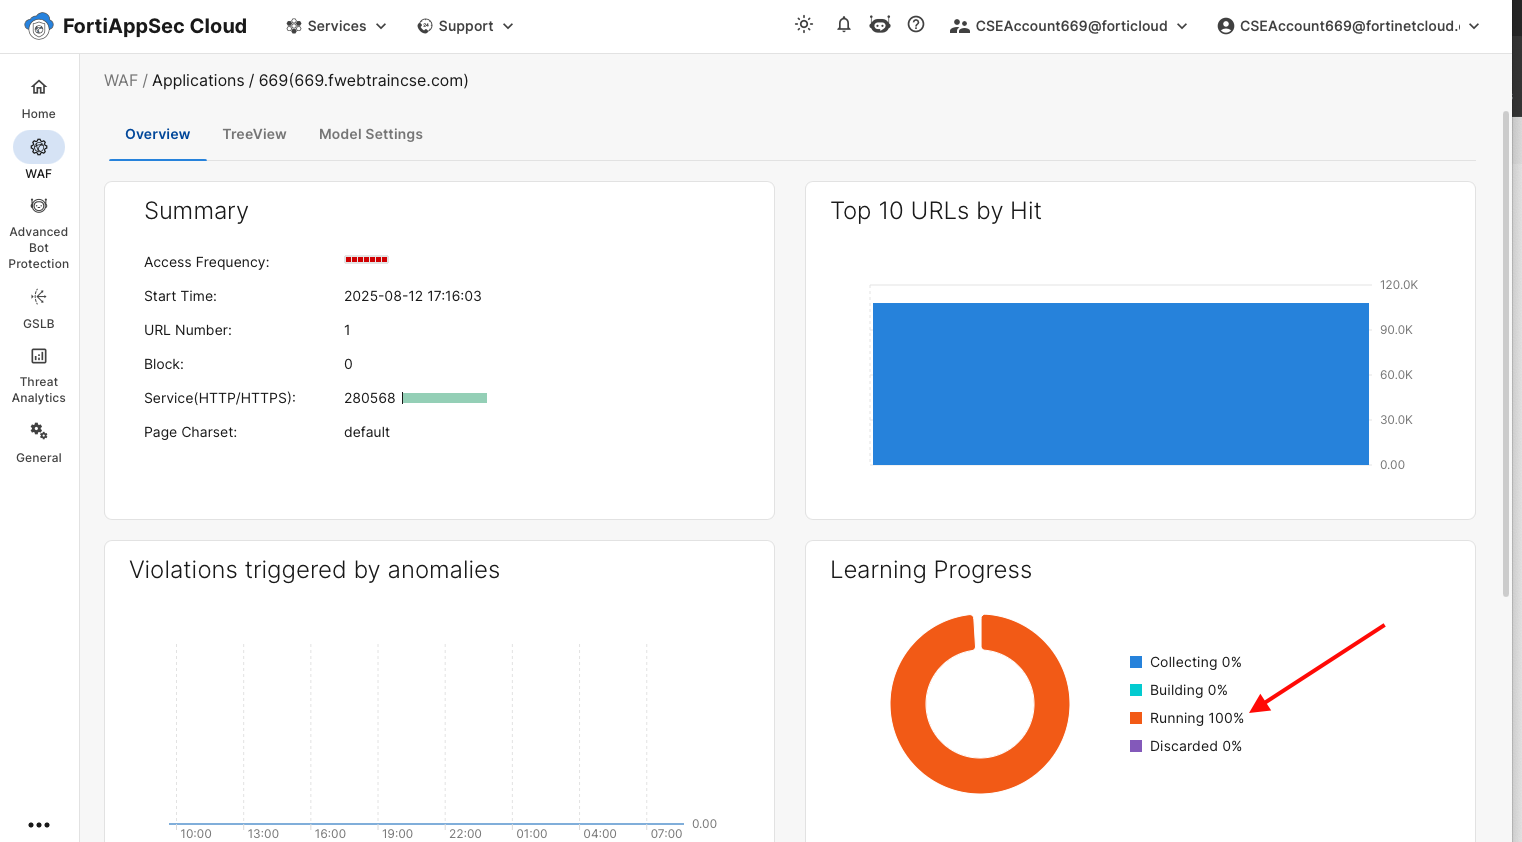 FortiAppSec Cloud
Services
Support
CSEAccount669@forticloud
CSEAccount669@fortinetcloud.
WAF / Applications / 669(669.fwebtraincse.com)
Home
WAF
Advanced
Bot
Protection
GSLB
Threat
Analytics
General
Overview
TreeView
Model Settings
Summary
Access Frequency:
Start Time: 2025-08-12 17:16:03
URL Number: 1
Block: 0
Service(HTTP/HTTPS): 280568
Page Charset: default
Top 10 URLs by Hit
120.0K
90.0K
60.0K
30.0K
0.00
Violations triggered by anomalies
0.00
10:00 13:00 16:00 19:00 22:00 01:00 04:00 07:00
Learning Progress
Collecting 0%
Building 0%
Running 100%
Discarded 0%